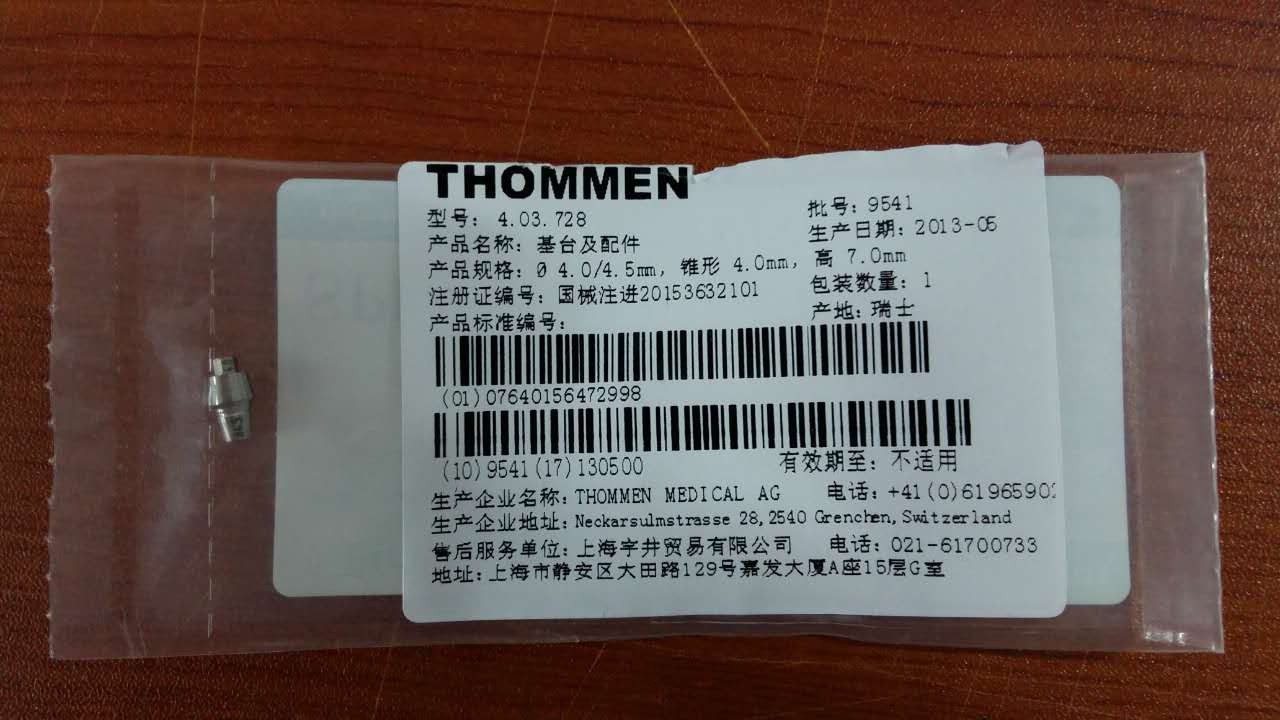 THOMMEN
型号: 4.03.728
批号: 9541
产品名称: 基台及配件
生产日期: 2013-05
产品规格: Ø 4.0/4.5mm, 锥形 4.0mm, 高 7.0mm
注册证编号: 国械注进20153632101
包装数量: 1
产品标准编号:
产地: 瑞士
(01)07640156472998
(10)9541(17)130500
有效期至: 不适用
生产企业名称: THOMMEN MEDICAL AG 电话: +41(0)6196590
生产企业地址: Neckarsulmstrasse 28, 2540 Grenchen, Switzerland
售后服务单位: 上海宇井贸易有限公司 电话: 021-61700733
地址: 上海市静安区大田路129号嘉发大厦A座15层G室